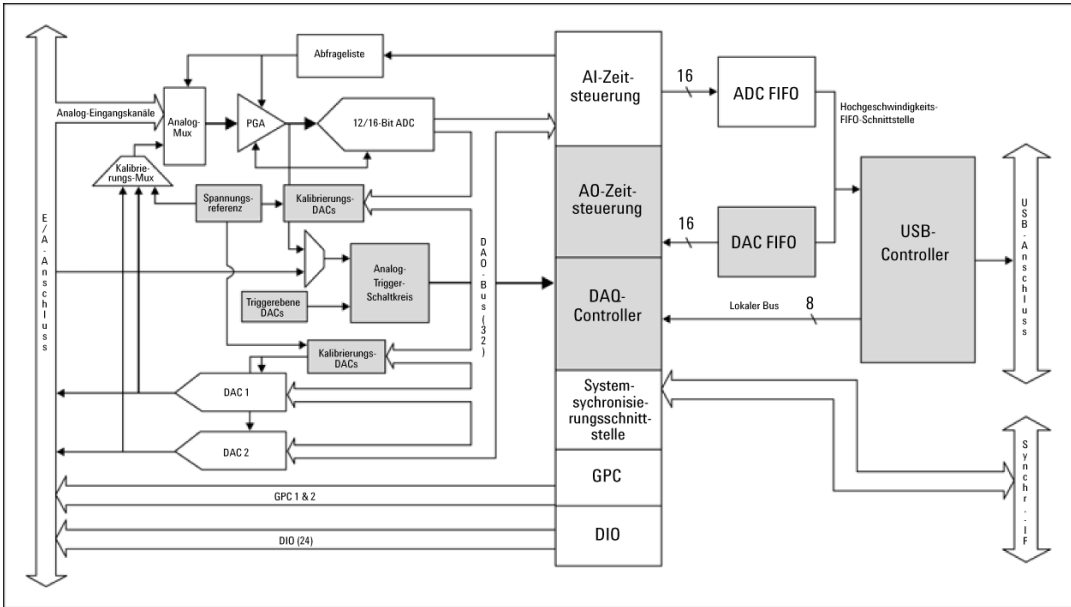 Abfrageliste
AI-Zeit-
steuerung
16
ADC FIFO
Hochgeschwindigkeits-
FIFO-Schnittstelle
Analog-Eingangskanäle
Analog-
Mux
PGA
12/16-Bit ADC
Kalibrie-
rungs-Mux
Spannungs-
referenz
Kalibrierungs-
DACs
AO-Zeit-
steuerung
16
DAC FIFO
USB-
Controller
USB-Anschluss
E/A-Anschluss
DAO-Bus (32)
Analog-
Trigger-
Schaltkreis
Triggerebene
DACs
DAQ-
Controller
Lokaler Bus
8
Kalibrierungs-
DACs
DAC 1
System-
sychronisie-
rungsschnitt-
stelle
DAC 2
GPC
GPC 1 & 2
DIO
DIO (24)
Synchr.-IF